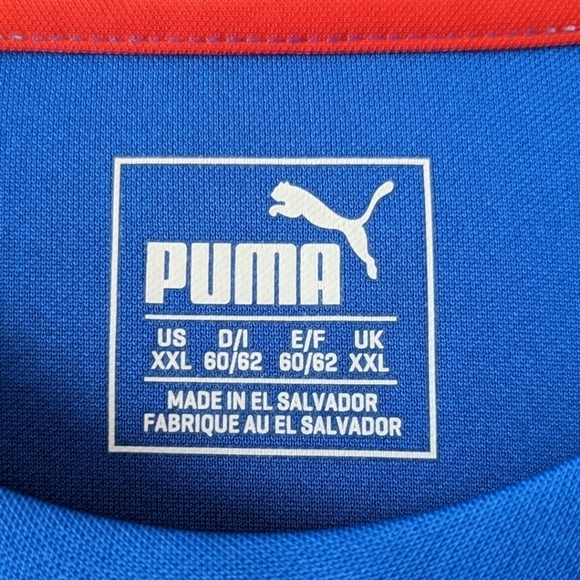 PUMA
US D/I E/F UK
XXL 60/62 60/62 XXL
MADE IN EL SALVADOR
FABRIQUE AU EL SALVADOR